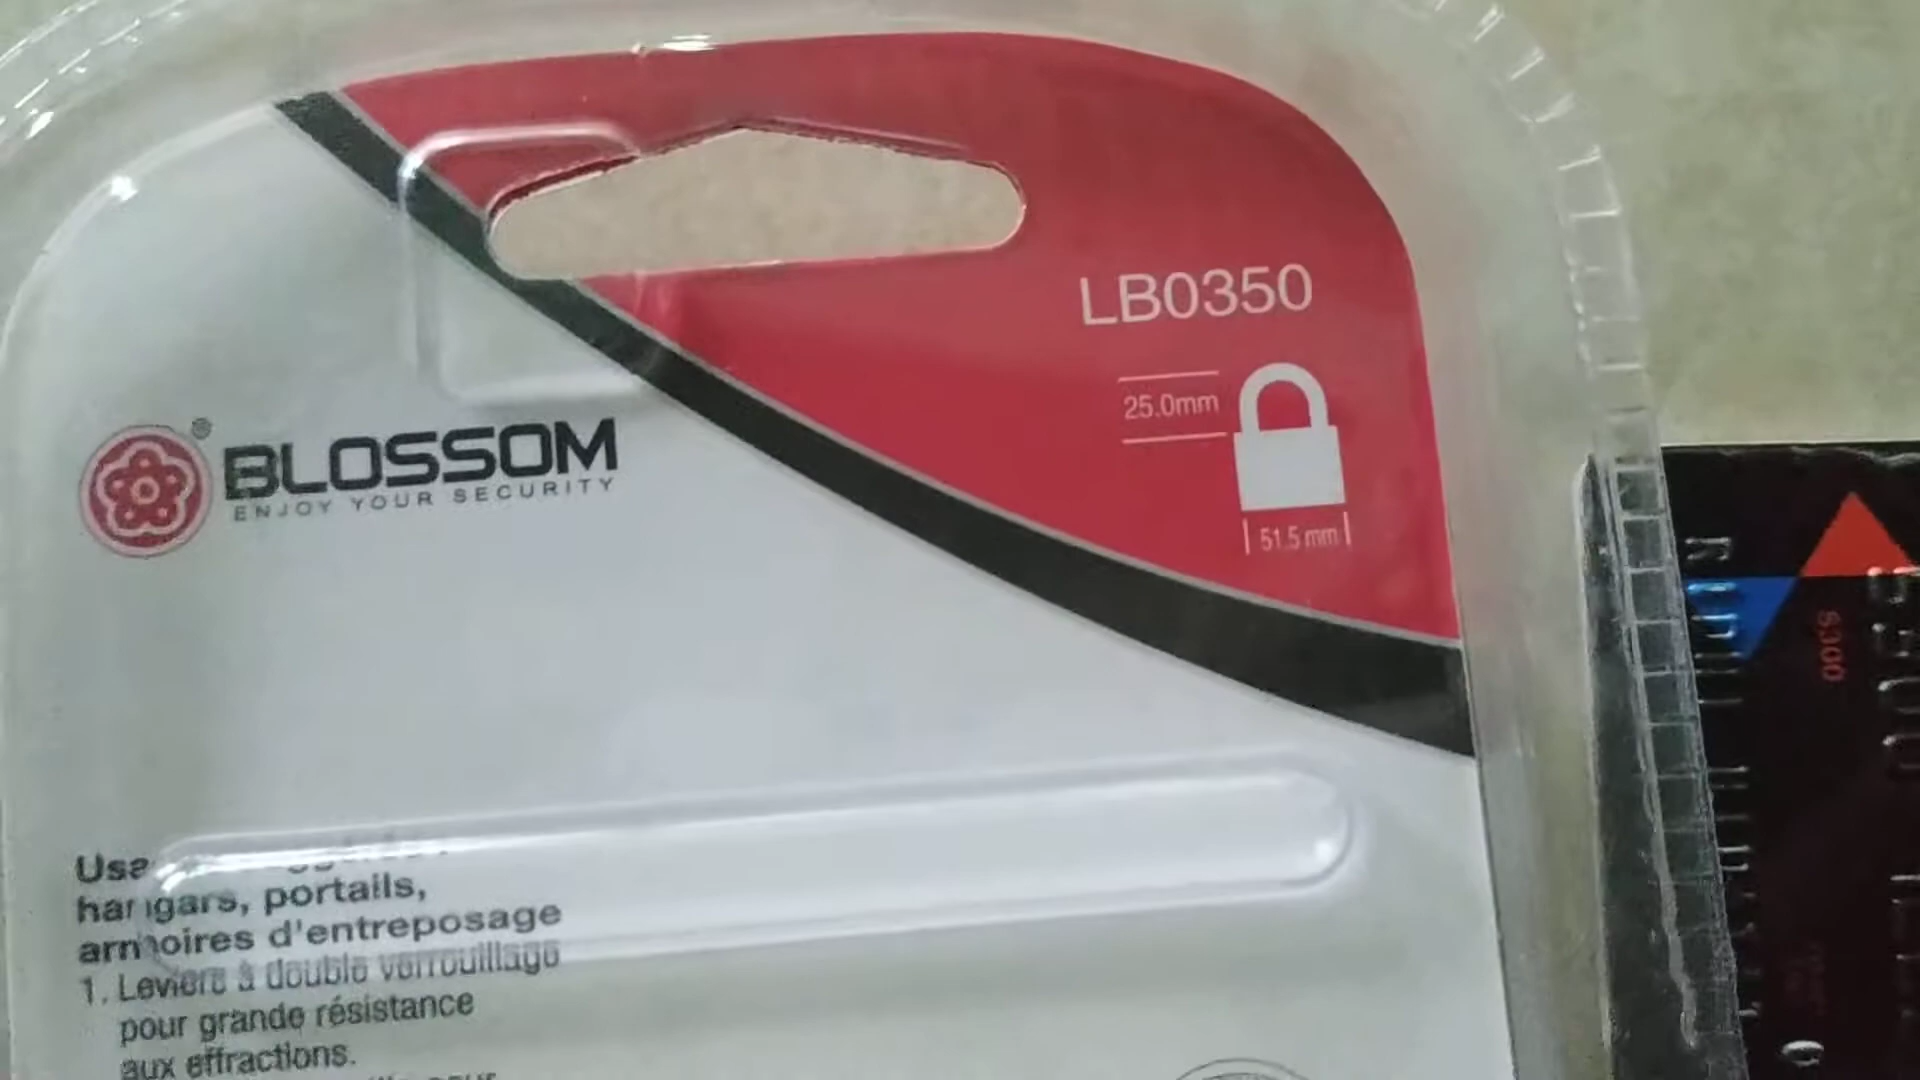 LB0350
25.0mm
51.5 mm
BLOSSOM
ENJOY YOUR SECURITY
hangars, portails,
armoires d'entreposage
1. Leviers à double verrouillage
pour grande résistance
aux effractions.
S300